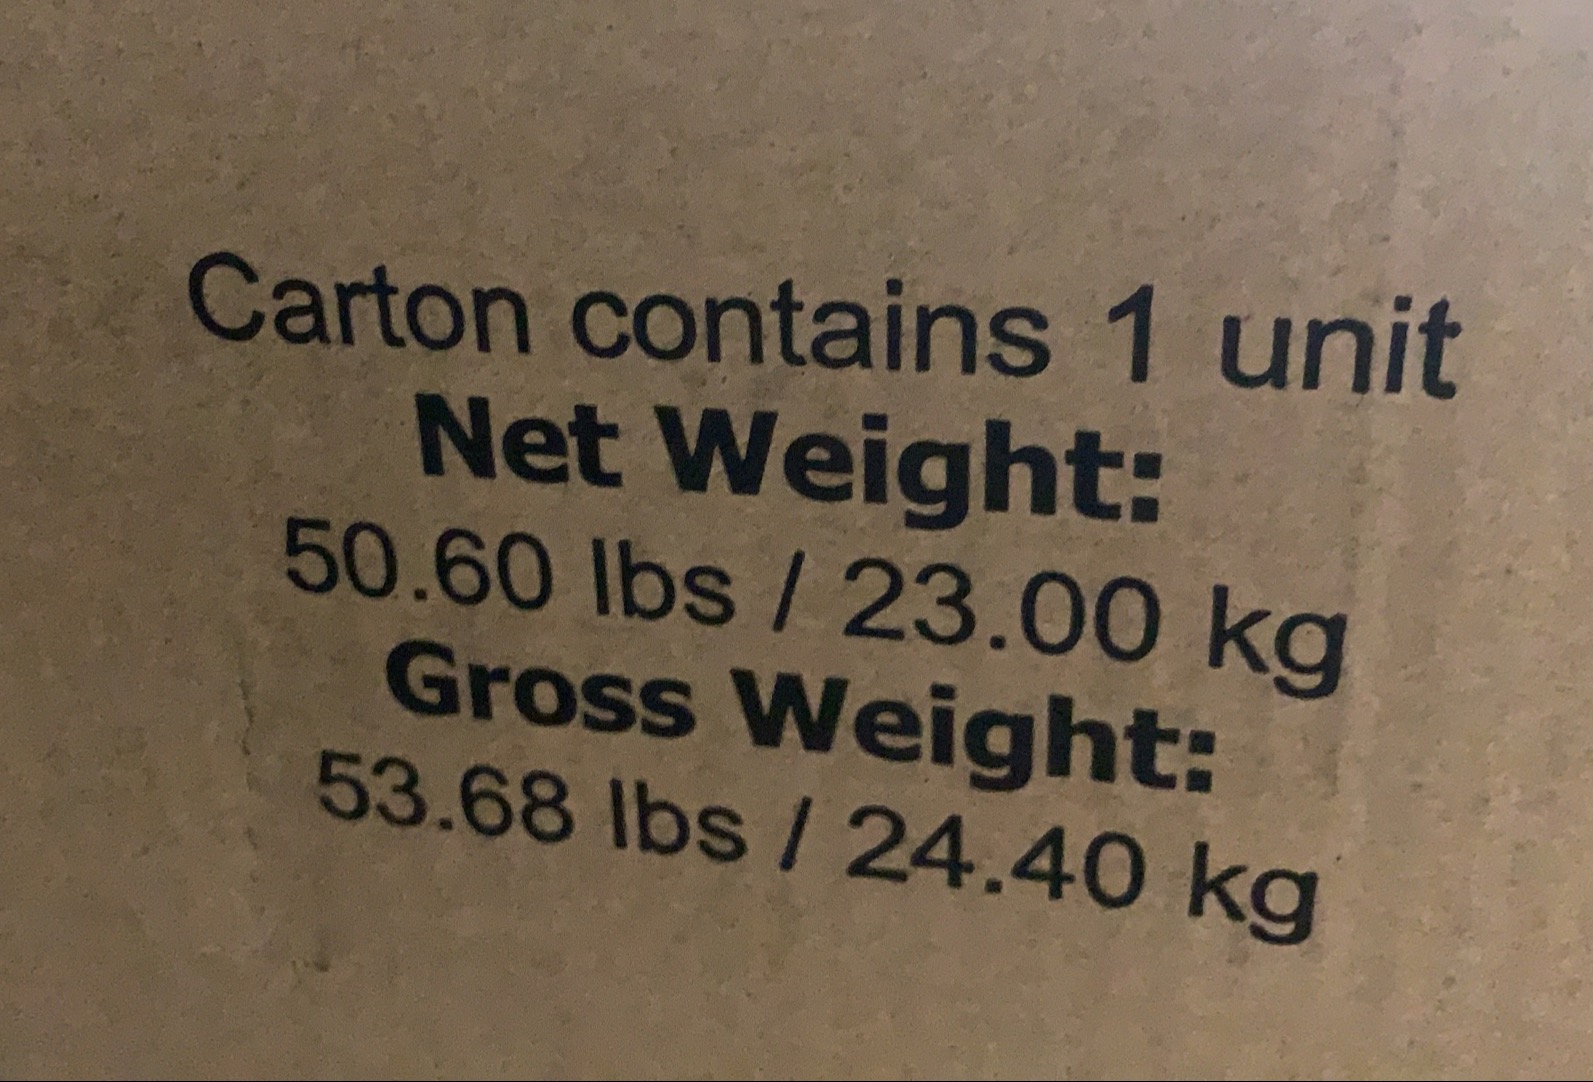 Carton contains 1 unit
Net Weight:
50.60 lbs / 23.00 kg
Gross Weight:
53.68 lbs / 24.40 kg